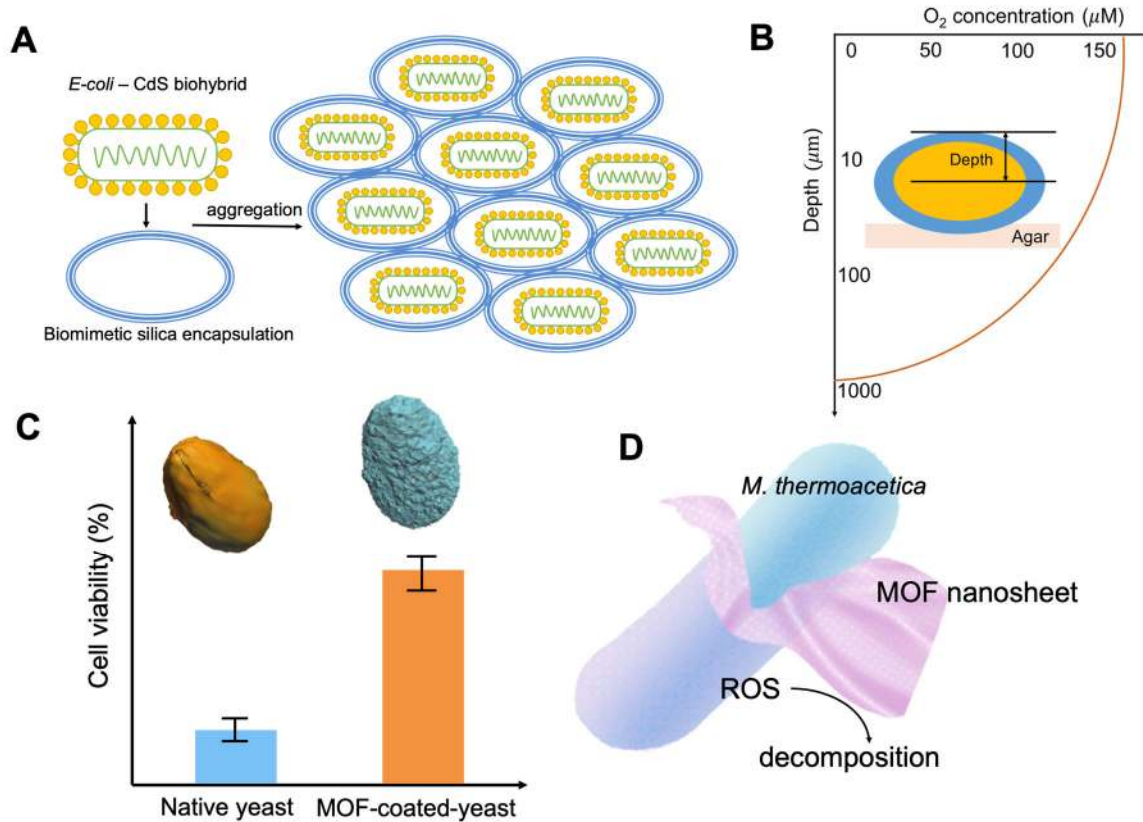 A
E-coli – CdS biohybrid
aggregation
Biomimetic silica encapsulation
B
O₂ concentration (μM)
0 50 100 150
Depth (μm)
10
100
1000
Depth
Agar
C
Cell viability (%)
Native yeast MOF-coated-yeast
D
M. thermoacetica
MOF nanosheet
ROS
decomposition